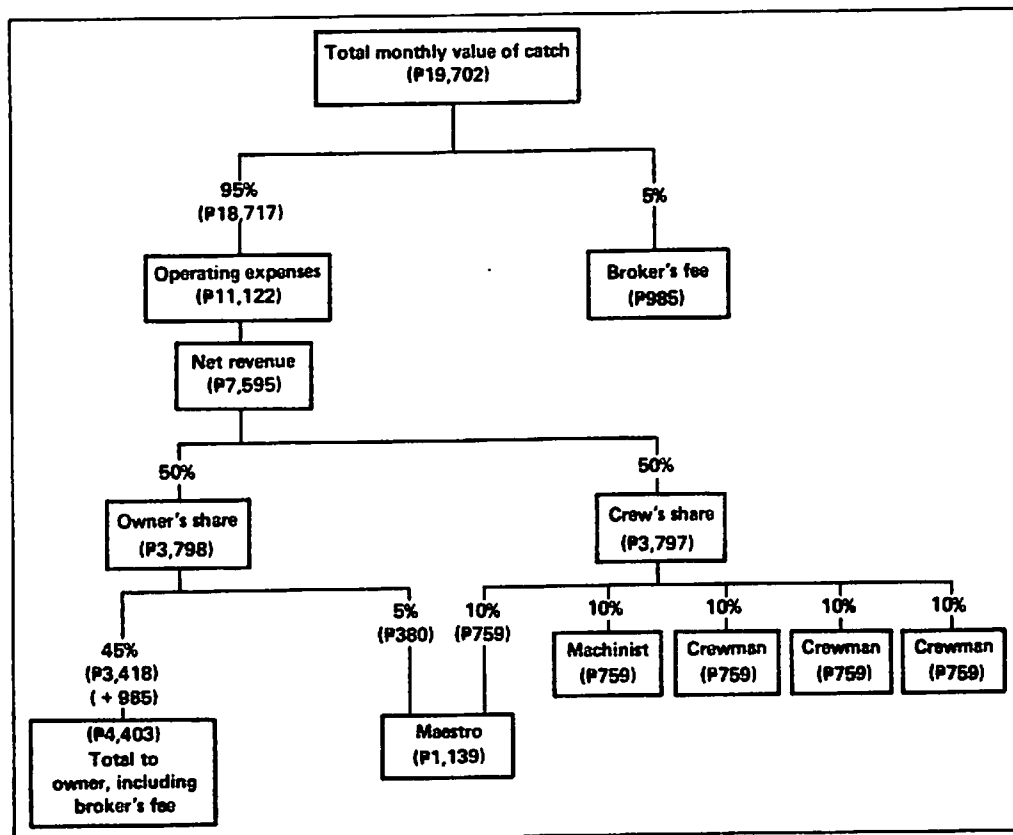 Total monthly value of catch
(₱19,702)
95%
(₱18,717)
5%
Operating expenses
(₱11,122)
Broker's fee
(₱985)
Net revenue
(₱7,595)
50%
50%
Owner's share
(₱3,798)
Crew's share
(₱3,797)
45%
(₱3,418)
( + 985)
5%
(₱380)
10%
(₱759)
10%
10%
10%
10%
Machinist
(₱759)
Crewman
(₱759)
Crewman
(₱759)
Crewman
(₱759)
(₱4,403)
Total to
owner, including
broker's fee
Maestro
(₱1,139)